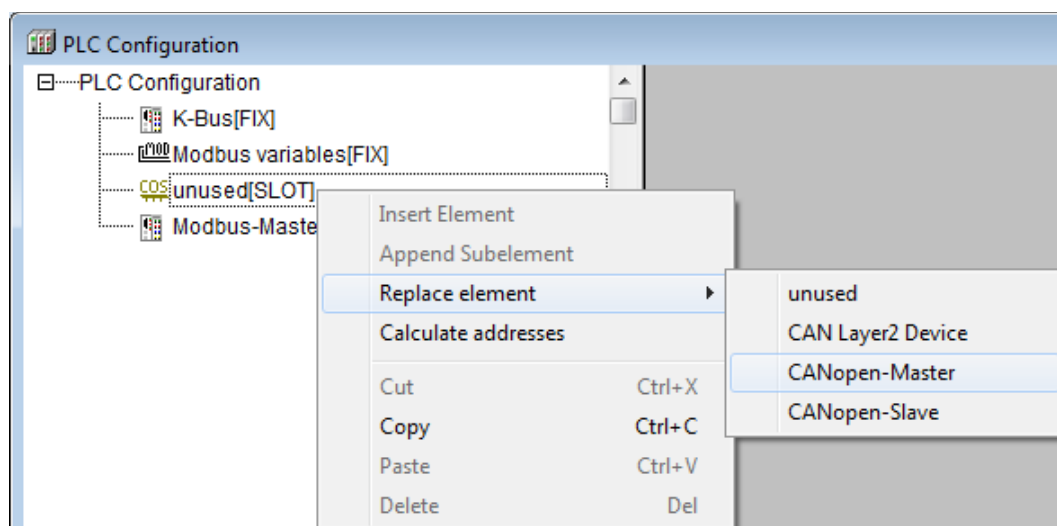 PLC Configuration
PLC Configuration
K-Bus[FIX]
Modbus variables[FIX]
unused[SLOT]
Modbus-Maste
Insert Element
Append Subelement
Replace element
Calculate addresses
Cut Ctrl+X
Copy Ctrl+C
Paste Ctrl+V
Delete Del
unused
CAN Layer2 Device
CANopen-Master
CANopen-Slave